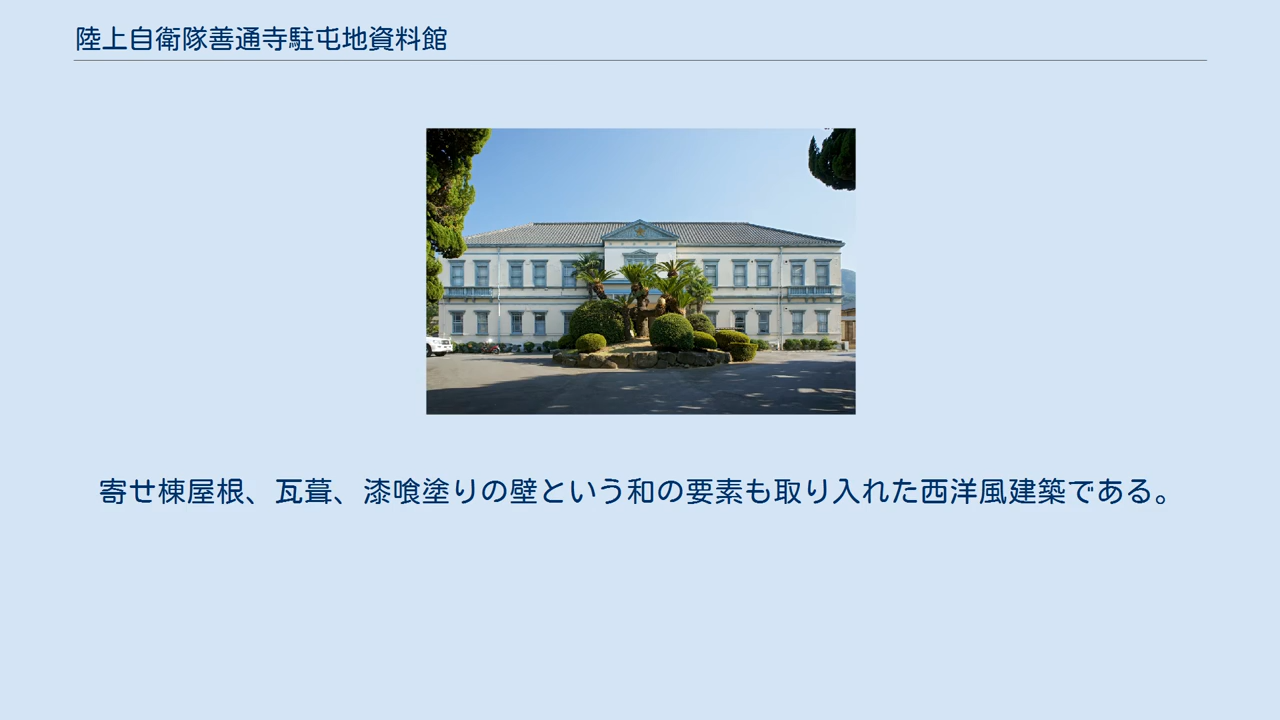 陸上自衛隊善通寺駐屯地資料館
寄せ棟屋根、瓦葺、漆喰塗りの壁という和の要素も取り入れた西洋風建築である。